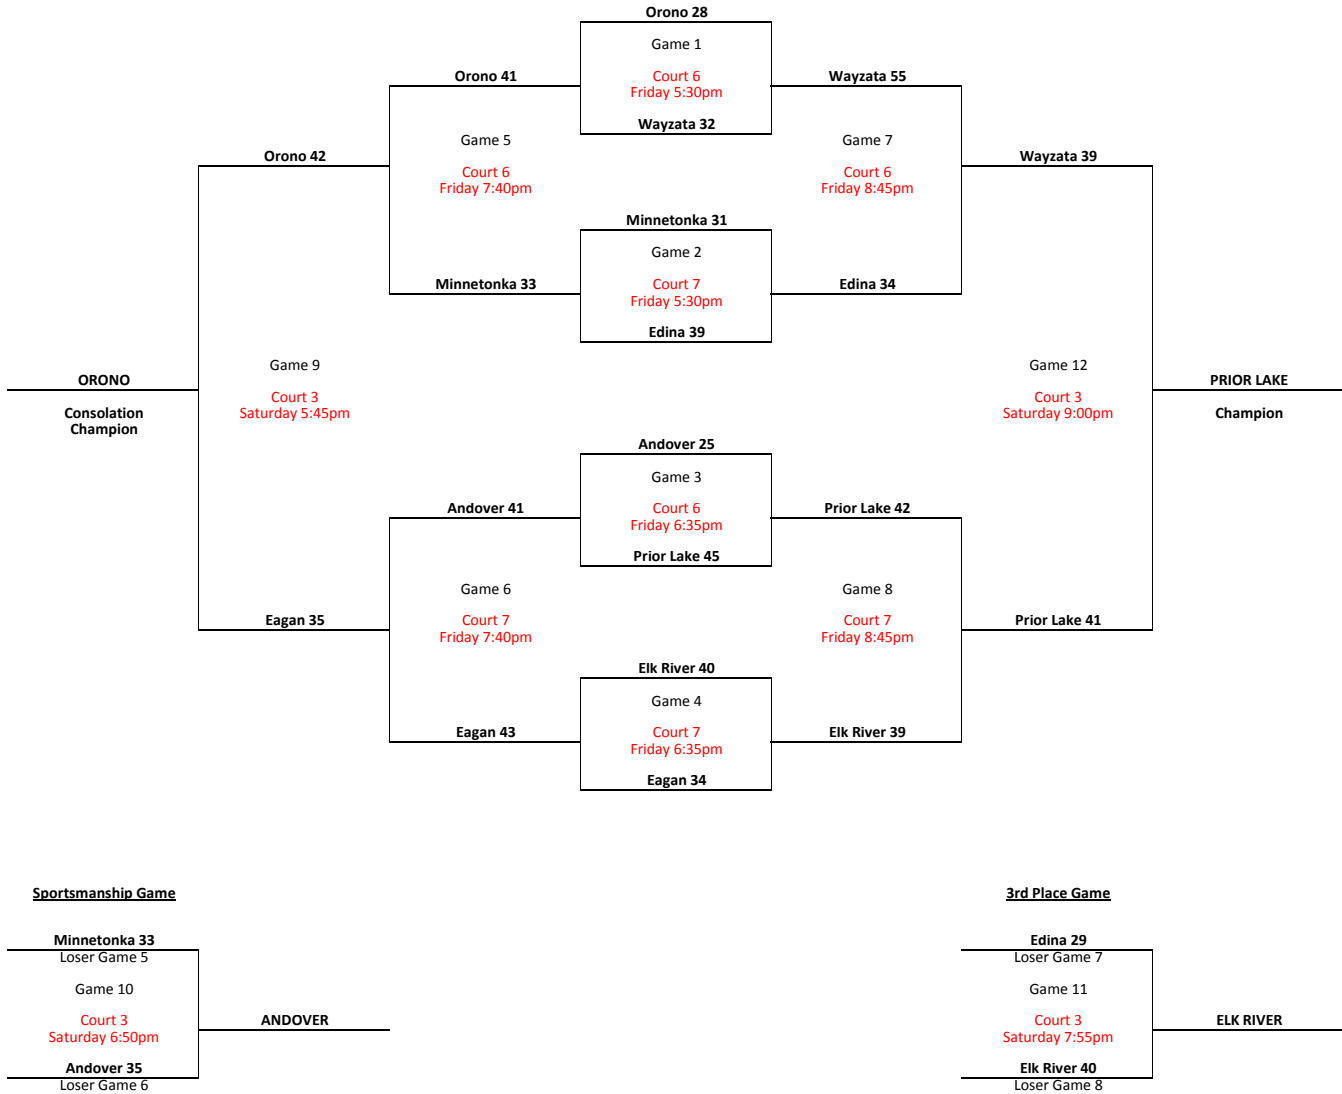 Orono 28
Game 1
Orono 41
Court 6
Wayzata 55
Friday 5:30pm
Wayzata 32
Game 5
Game 7
Orono 42
Wayzata 39
Court 6
Court 6
Friday 7:40pm
Friday 8:45pm
Minnetonka 31
Game 2
Minnetonka 33
Court 7
Edina 34
Friday 5:30pm
Edina 39
Game 9
Game 12
ORONO
PRIOR LAKE
Court 3
Court 3
Consolation
Saturday 5:45pm
Saturday 9:00pm
Champion
Champion
Andover 25
Game 3
Andover 41
Court 6
Prior Lake 42
Friday 6:35pm
Prior Lake 45
Game 6
Game 8
Eagan 35
Court 7
Court 7
Prior Lake 41
Friday 7:40pm
Friday 8:45pm
Elk River 40
Game 4
Eagan 43
Court 7
Elk River 39
Friday 6:35pm
Eagan 34
Sportsmanship Game
3rd Place Game
Minnetonka 33
Edina 29
Loser Game 5
Loser Game 7
Game 10
Game 11
Court 3
ANDOVER
Court 3
ELK RIVER
Saturday 6:50pm
Saturday 7:55pm
Andover 35
Elk River 40
Loser Game 6
Loser Game 8